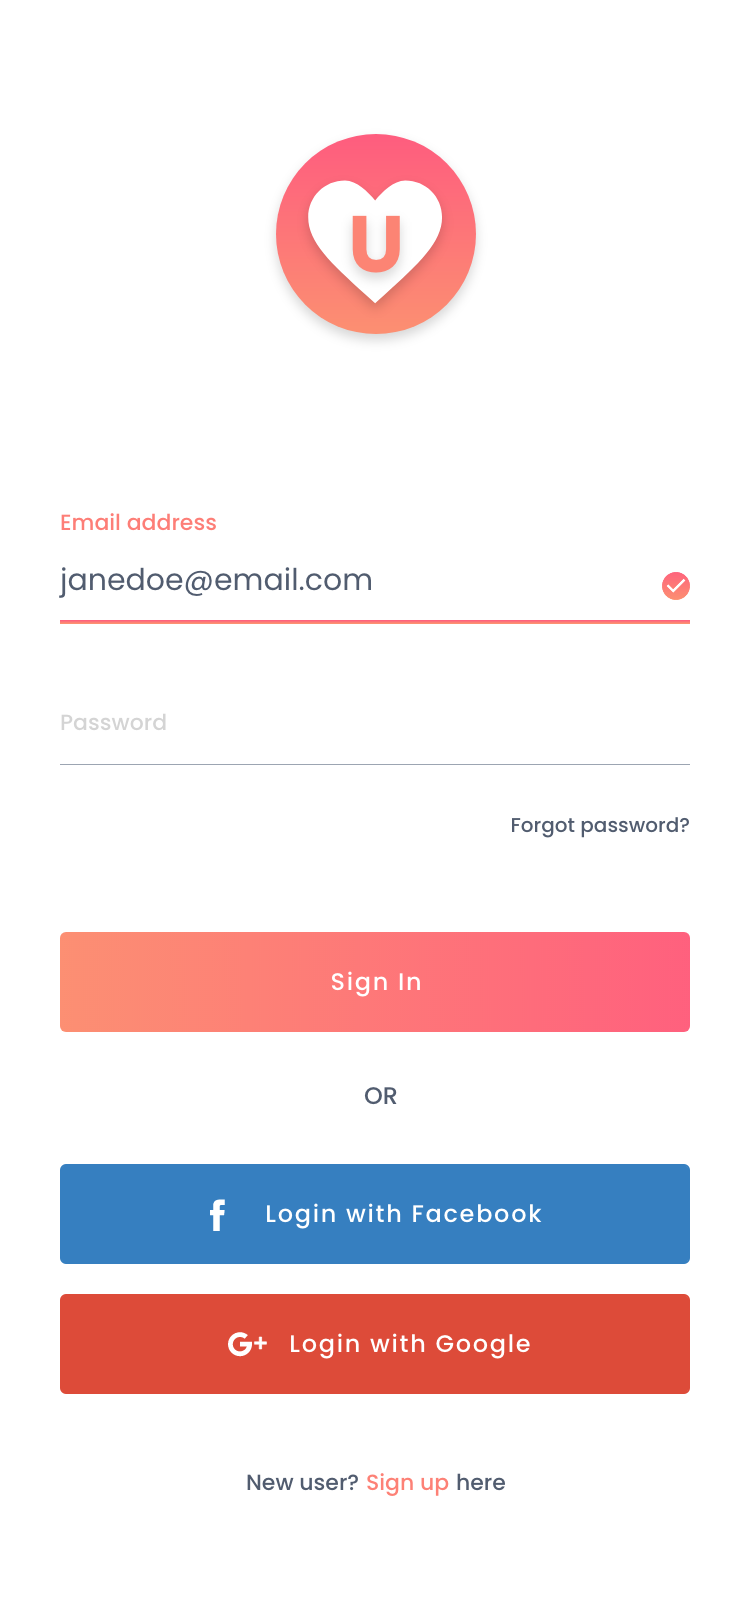 U
Email address
janedoe@email.com
Password
Forgot password?
Sign In
OR
f Login with Facebook
G+ Login with Google
New user? Sign up here